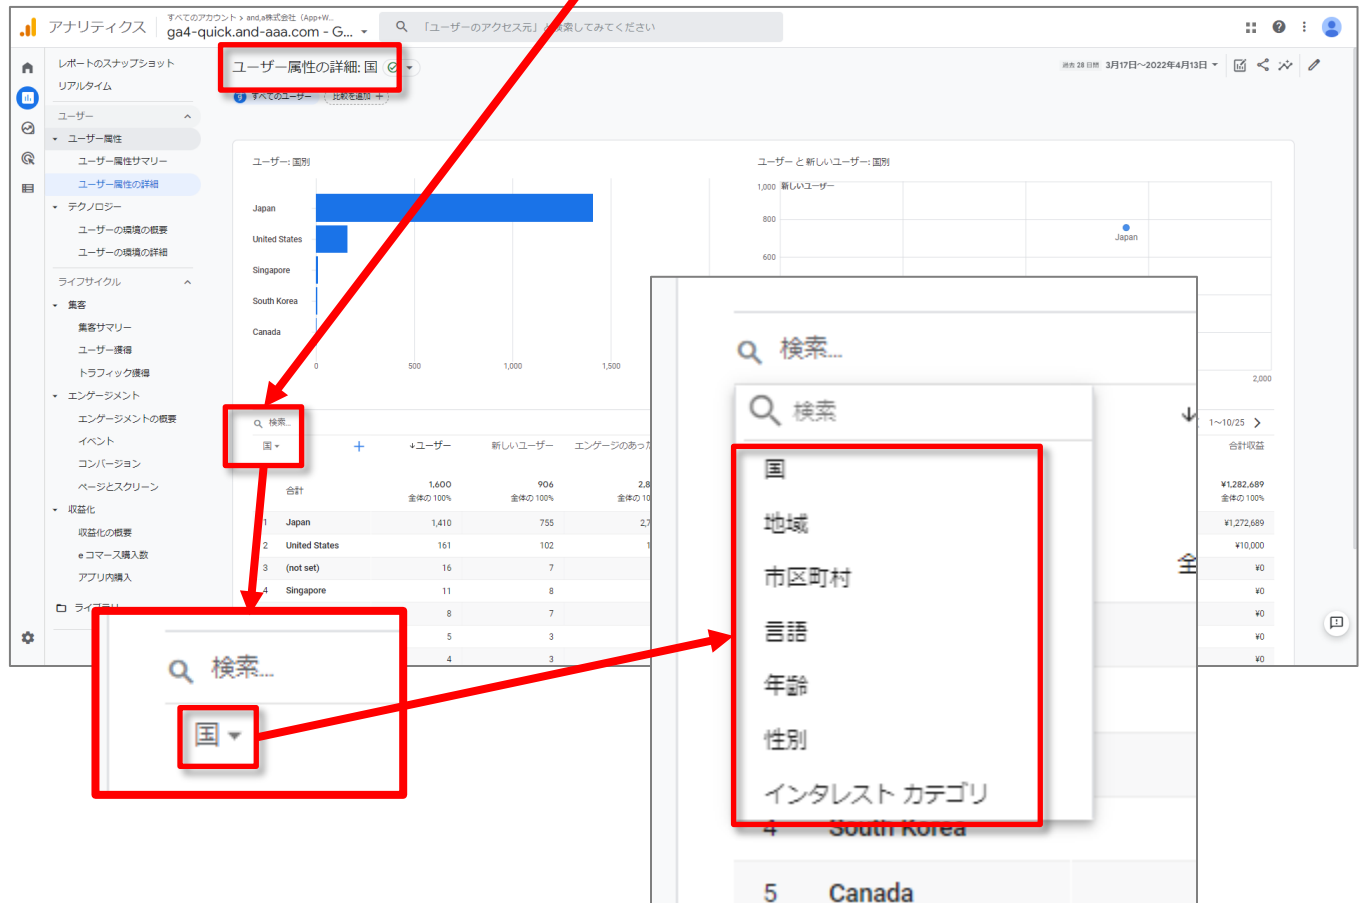 アナリティクス
すべてのアカウント > and,a株式会社（App+W...
ga4-quick.and-aaa.com - G...
「ユーザーのアクセス元」
索してみてください
レポートのスナップショット
リアルタイム
ユーザー
ユーザー属性
ユーザー属性サマリー
ユーザー属性の詳細
テクノロジー
ユーザーの環境の概要
ユーザーの環境の詳細
ライフサイクル
集客
集客サマリー
ユーザー獲得
トラフィック獲得
エンゲージメント
エンゲージメントの概要
イベント
コンバージョン
ページとスクリーン
収益化
収益化の概要
e コマース購入数
アプリ内購入
ユーザー属性の詳細: 国
過去 28 日間 3月17日～2022年4月13日
すべてのユーザー
比較を追加 +
ユーザー: 国別
Japan
United States
Singapore
South Korea
Canada
0 500 1,000 1,500
ユーザー と 新しいユーザー: 国別
1,000 新しいユーザー
800
600
Japan
2,000
検索...
1～10/25
国 + ↓ユーザー 新しいユーザー エンゲージのあった 合計収益
合計 1,600 906 2,8 ¥1,282,689
金体の 100% 金体の 100% 金体の 10 金体の 100%
1 Japan 1,410 755 2,7 ¥1,272,689
2 United States 161 102 1 ¥10,000
3 (not set) 16 7 ¥0
4 Singapore 11 8 ¥0
8 7 ¥0
5 3 ¥0
4 3 ¥0
検索...
国
検索...
検索
国
地域
市区町村
言語
年齢
性別
インタレスト カテゴリ
全
4 South Korea
5 Canada